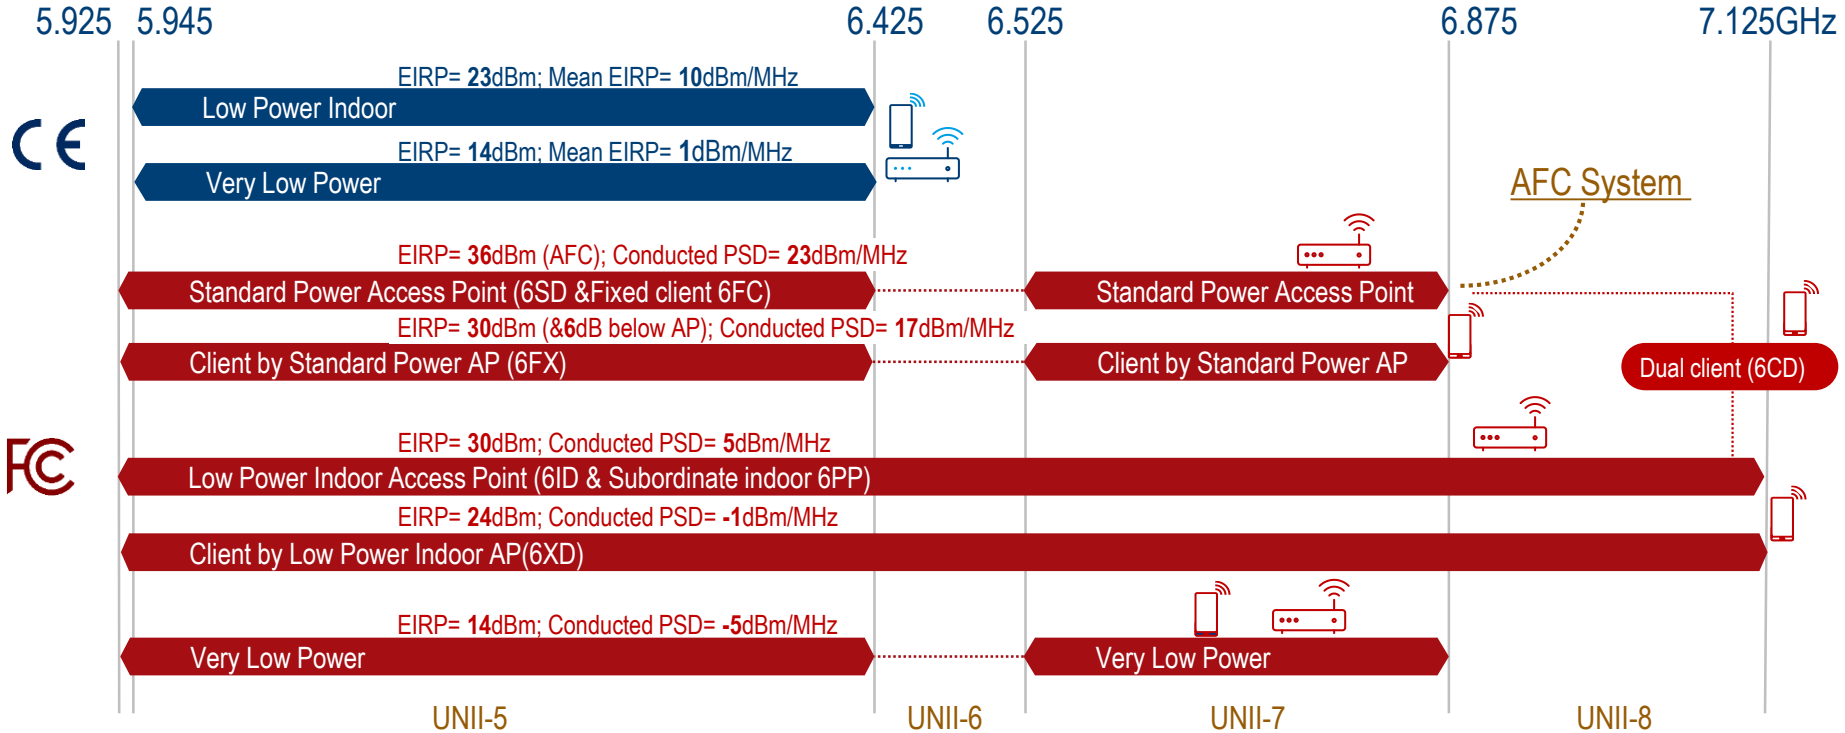 5.925 5.945 6.425 6.525 6.875 7.125GHz
EIRP= 23dBm; Mean EIRP= 10dBm/MHz
Low Power Indoor
CE
EIRP= 14dBm; Mean EIRP= 1dBm/MHz
Very Low Power
AFC System
EIRP= 36dBm (AFC); Conducted PSD= 23dBm/MHz
Standard Power Access Point (6SD &Fixed client 6FC) Standard Power Access Point
EIRP= 30dBm (&6dB below AP); Conducted PSD= 17dBm/MHz
Client by Standard Power AP (6FX) Client by Standard Power AP
Dual client (6CD)
FC
EIRP= 30dBm; Conducted PSD= 5dBm/MHz
Low Power Indoor Access Point (6ID & Subordinate indoor 6PP)
EIRP= 24dBm; Conducted PSD= -1dBm/MHz
Client by Low Power Indoor AP(6XD)
EIRP= 14dBm; Conducted PSD= -5dBm/MHz
Very Low Power Very Low Power
UNII-5 UNII-6 UNII-7 UNII-8